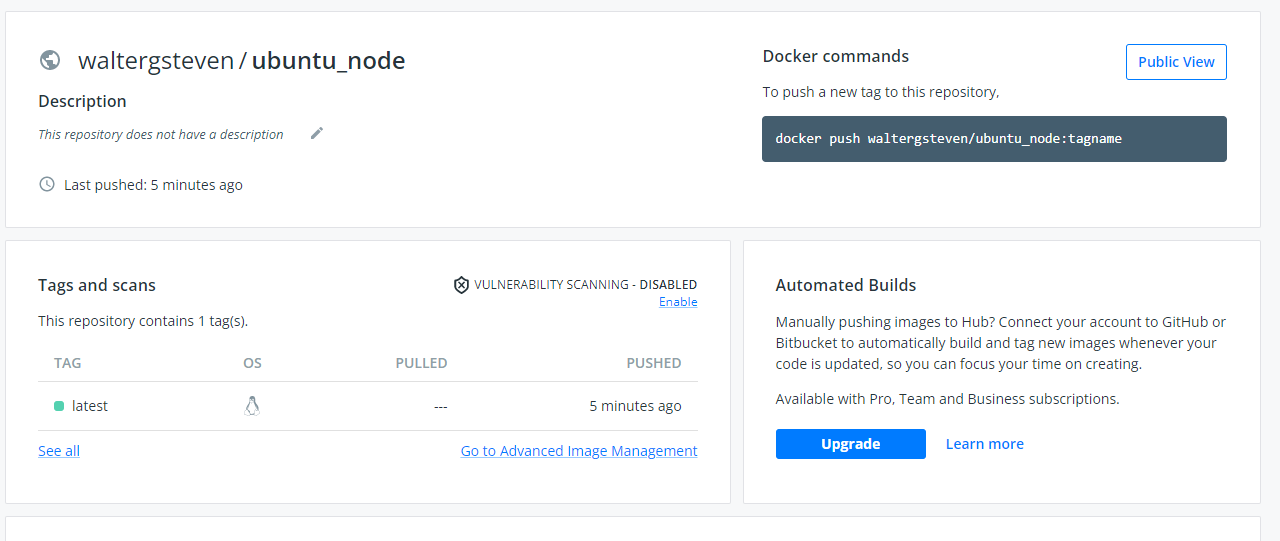 waltergsteven / ubuntu_node
Description
This repository does not have a description
Last pushed: 5 minutes ago
Docker commands
Public View
To push a new tag to this repository,
docker push waltergsteven/ubuntu_node:tagname
Tags and scans
VULNERABILITY SCANNING - DISABLED
Enable
This repository contains 1 tag(s).
TAG OS PULLED PUSHED
latest --- 5 minutes ago
See all Go to Advanced Image Management
Automated Builds
Manually pushing images to Hub? Connect your account to GitHub or
Bitbucket to automatically build and tag new images whenever your
code is updated, so you can focus your time on creating.
Available with Pro, Team and Business subscriptions.
Upgrade Learn more